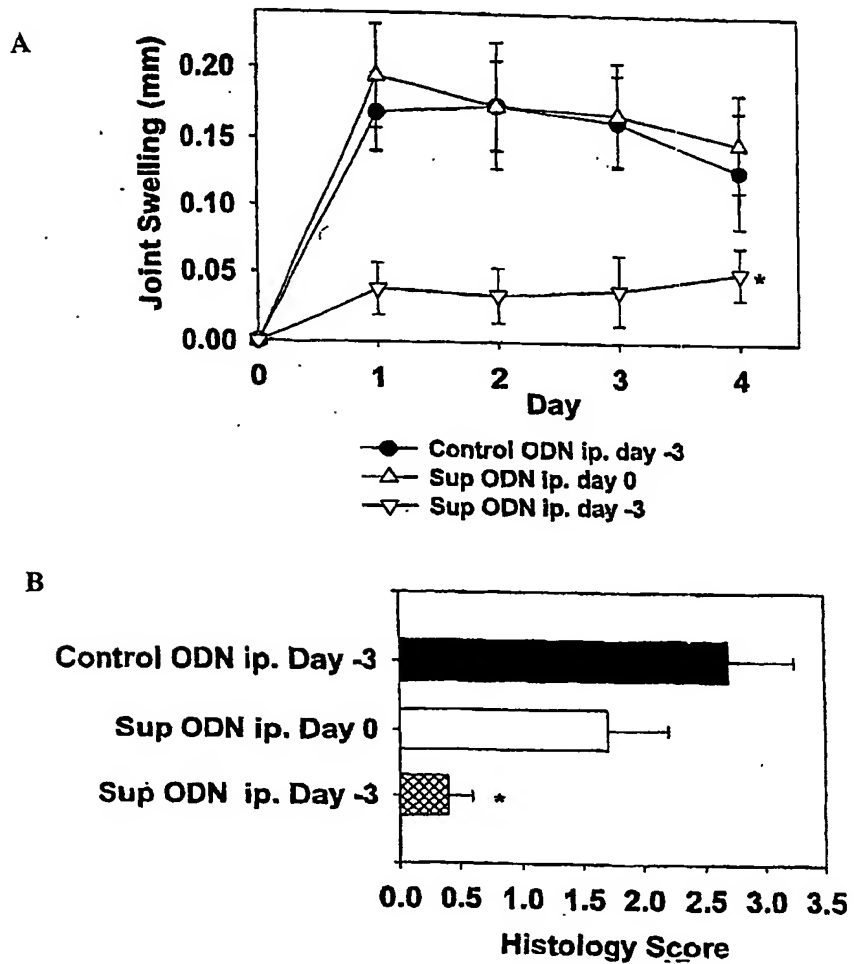 A
Joint Swelling (mm)
0.20
0.15
0.10
0.05
0.00
*
0 1 2 3 4
Day
Control ODN ip. day -3
Sup ODN ip. day 0
Sup ODN ip. day -3
B
Control ODN ip. Day -3
Sup ODN ip. Day 0
Sup ODN ip. Day -3
*
0.0 0.5 1.0 1.5 2.0 2.5 3.0 3.5
Histology Score